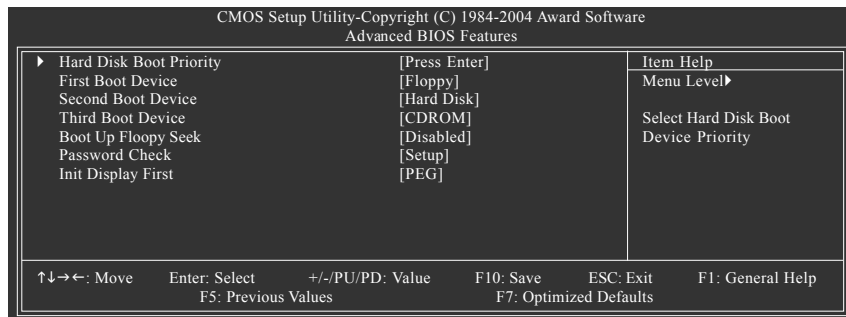 CMOS Setup Utility-Copyright (C) 1984-2004 Award Software
Advanced BIOS Features
Hard Disk Boot Priority [Press Enter]
First Boot Device [Floppy]
Second Boot Device [Hard Disk]
Third Boot Device [CDROM]
Boot Up Floopy Seek [Disabled]
Password Check [Setup]
Init Display First [PEG]
Item Help
Menu Level▶
Select Hard Disk Boot
Device Priority
↑↓→←: Move Enter: Select +/-/PU/PD: Value F10: Save ESC: Exit F1: General Help
F5: Previous Values F7: Optimized Defaults